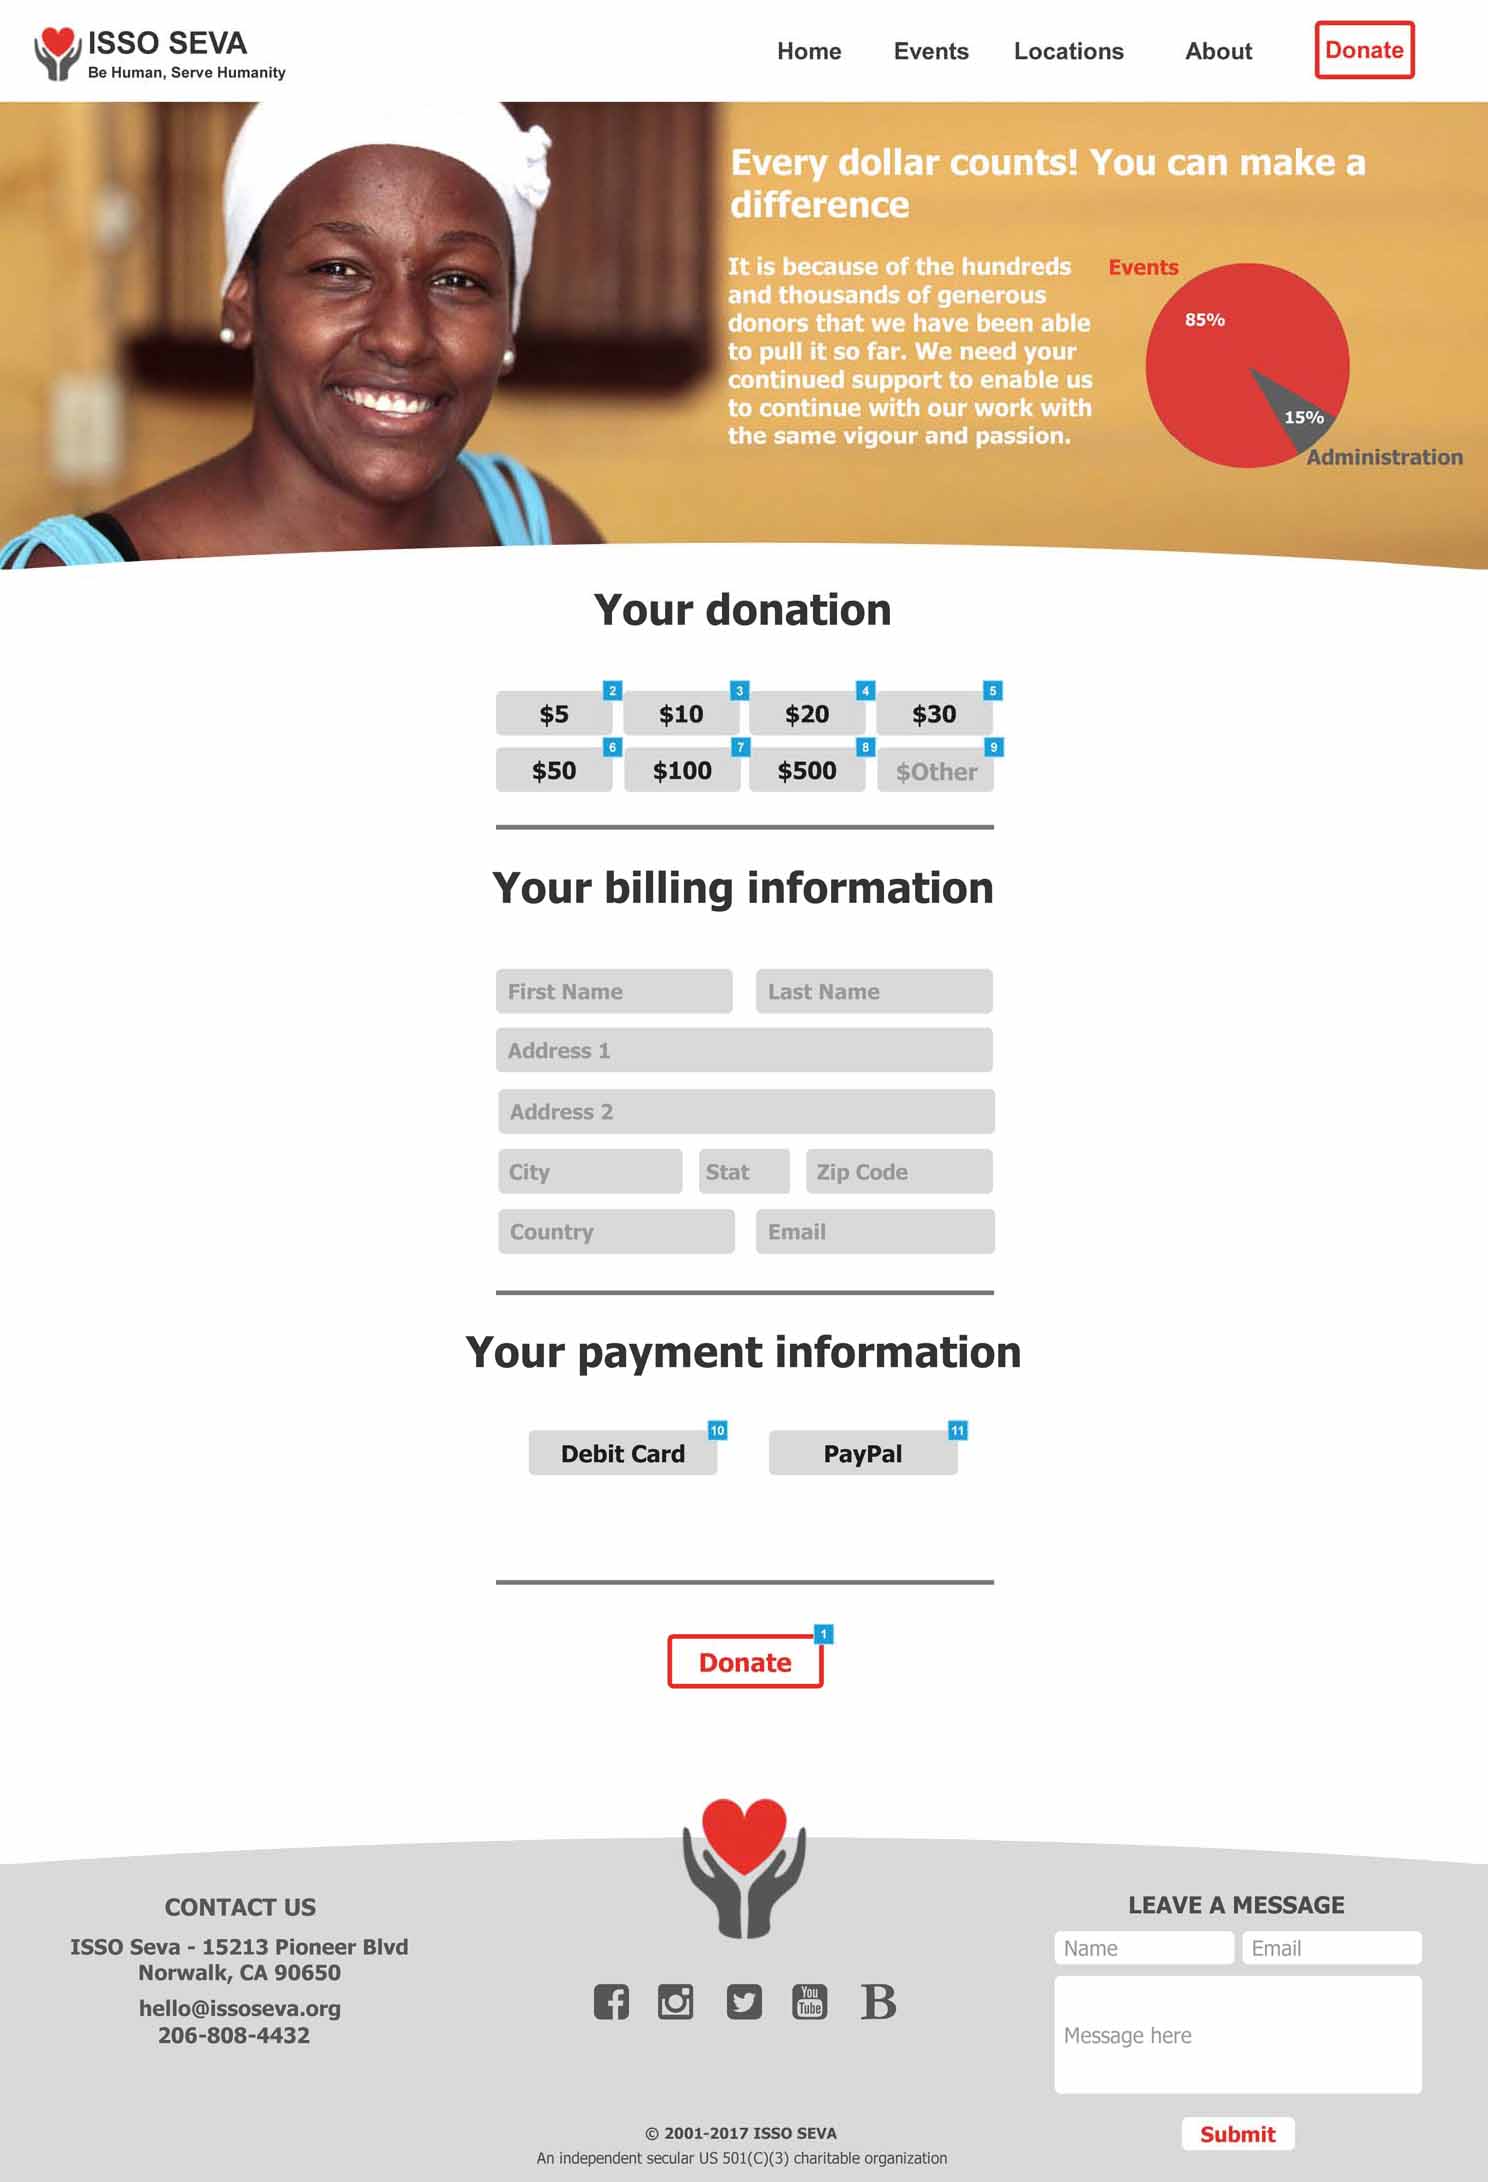 ISSO SEVA
Be Human, Serve Humanity
Home Events Locations About Donate
Every dollar counts! You can make a
difference
It is because of the hundreds
and thousands of generous
donors that we have been able
to pull it so far. We need your
continued support to enable us
to continue with our work with
the same vigour and passion.
Events
85%
15%
Administration
Your donation
2 3 4 5
$5 $10 $20 $30
6 7 8 9
$50 $100 $500 $Other
Your billing information
First Name Last Name
Address 1
Address 2
City Stat Zip Code
Country Email
Your payment information
10 11
Debit Card PayPal
1
Donate
CONTACT US
ISSO Seva - 15213 Pioneer Blvd
Norwalk, CA 90650
hello@issoseva.org
206-808-4432
You
Tube
B
LEAVE A MESSAGE
Name Email
Message here
Submit
© 2001-2017 ISSO SEVA
An independent secular US 501(C)(3) charitable organization